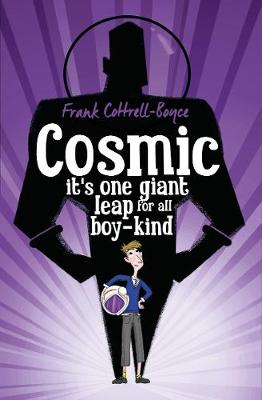 Frank Cottrell-Boyce
Cosmic
it's one giant
leap for all
boy-kind